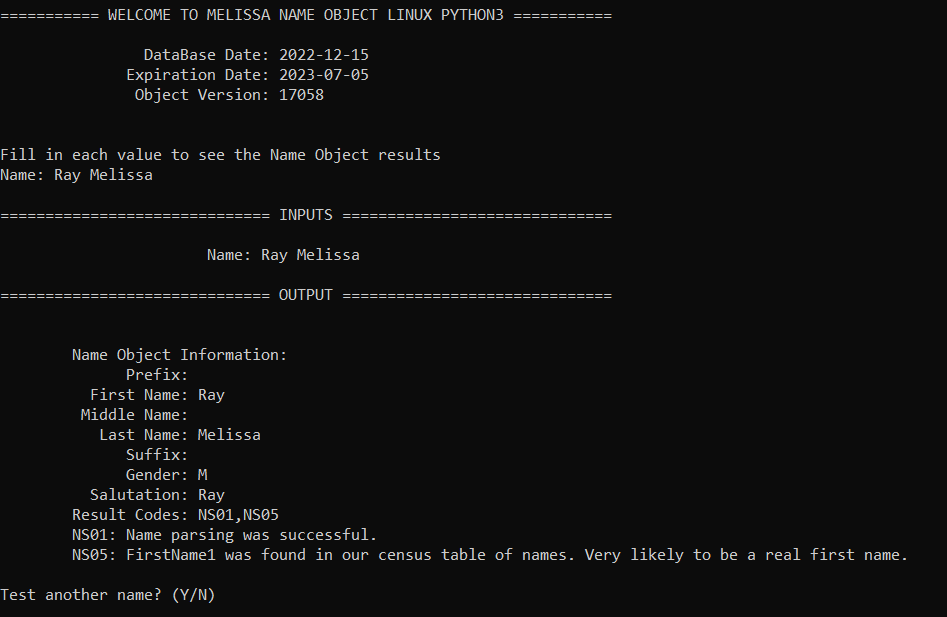 =========== WELCOME TO MELISSA NAME OBJECT LINUX PYTHON3 ===========
DataBase Date: 2022-12-15
Expiration Date: 2023-07-05
Object Version: 17058
Fill in each value to see the Name Object results
Name: Ray Melissa
============================== INPUTS ==============================
Name: Ray Melissa
============================== OUTPUT ==============================
Name Object Information:
Prefix:
First Name: Ray
Middle Name:
Last Name: Melissa
Suffix:
Gender: M
Salutation: Ray
Result Codes: NS01,NS05
NS01: Name parsing was successful.
NS05: FirstName1 was found in our census table of names. Very likely to be a real first name.
Test another name? (Y/N)